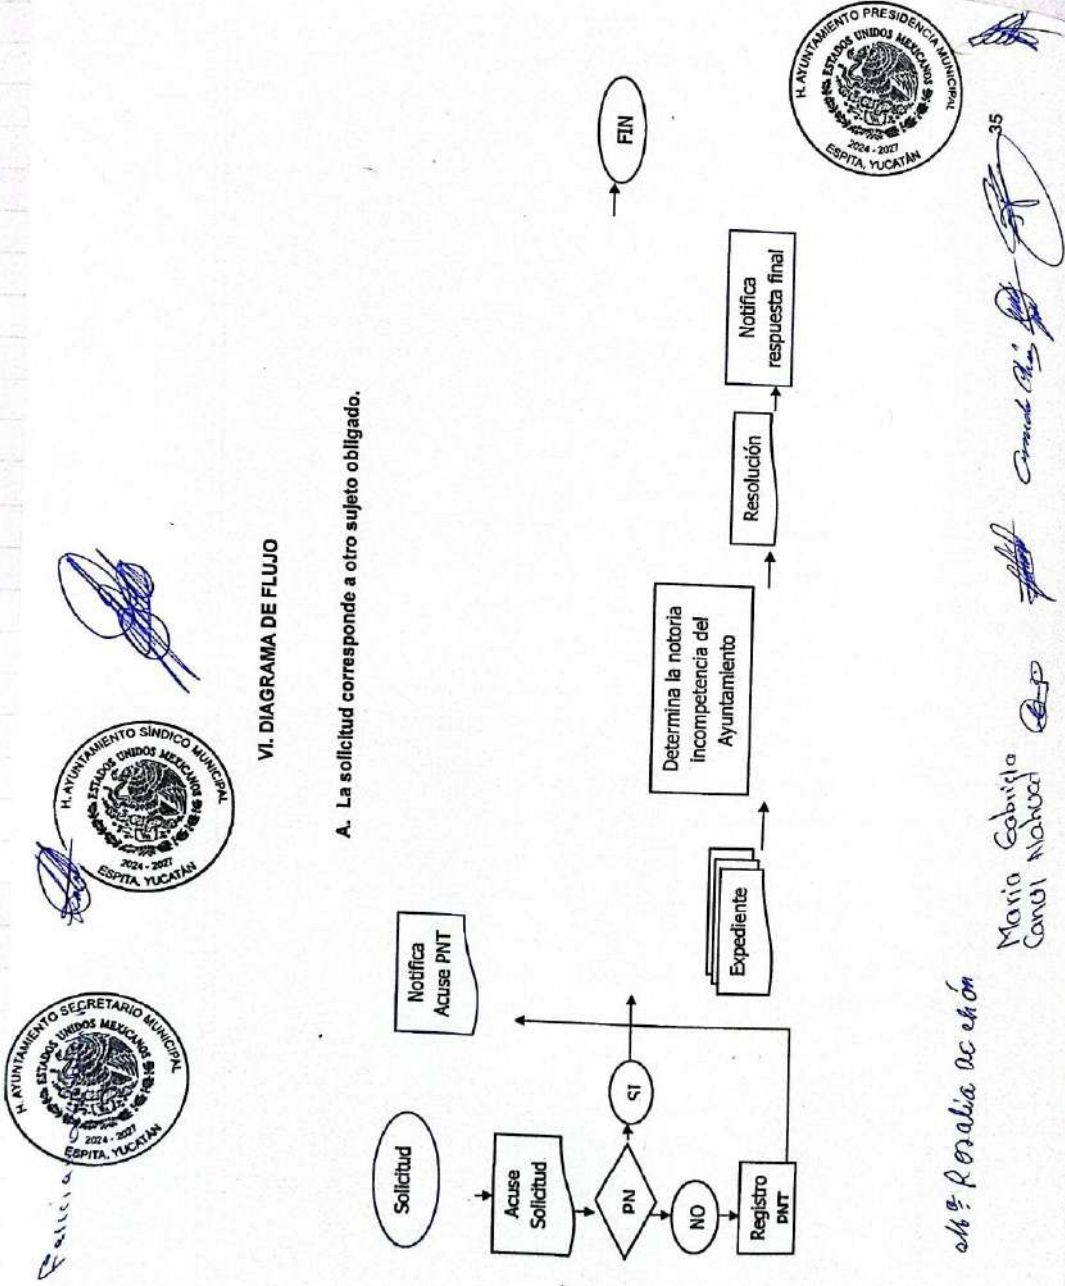 H. AYUNTAMIENTO SECRETARIO MUNICIPAL
ESTADOS UNIDOS MEXICANOS
2024 - 2027
ESPITA, YUCATÁN
H. AYUNTAMIENTO SÍNDICO MUNICIPAL
ESTADOS UNIDOS MEXICANOS
2024 - 2027
ESPITA, YUCATÁN
VI. DIAGRAMA DE FLUJO
A. La solicitud corresponde a otro sujeto obligado.
Solicitud
Notifica
Acuse PNT
Acuse
Solicitud
PN
SI
NO
Registro
PNT
Expediente
Determina la notoria
incompetencia del
Ayuntamiento
Resolución
Notifica
respuesta final
FIN
H. AYUNTAMIENTO PRESIDENCIA MUNICIPAL
ESTADOS UNIDOS MEXICANOS
2024 - 2027
ESPITA, YUCATÁN
Rosalia
Maria Gabriela
Canul
35